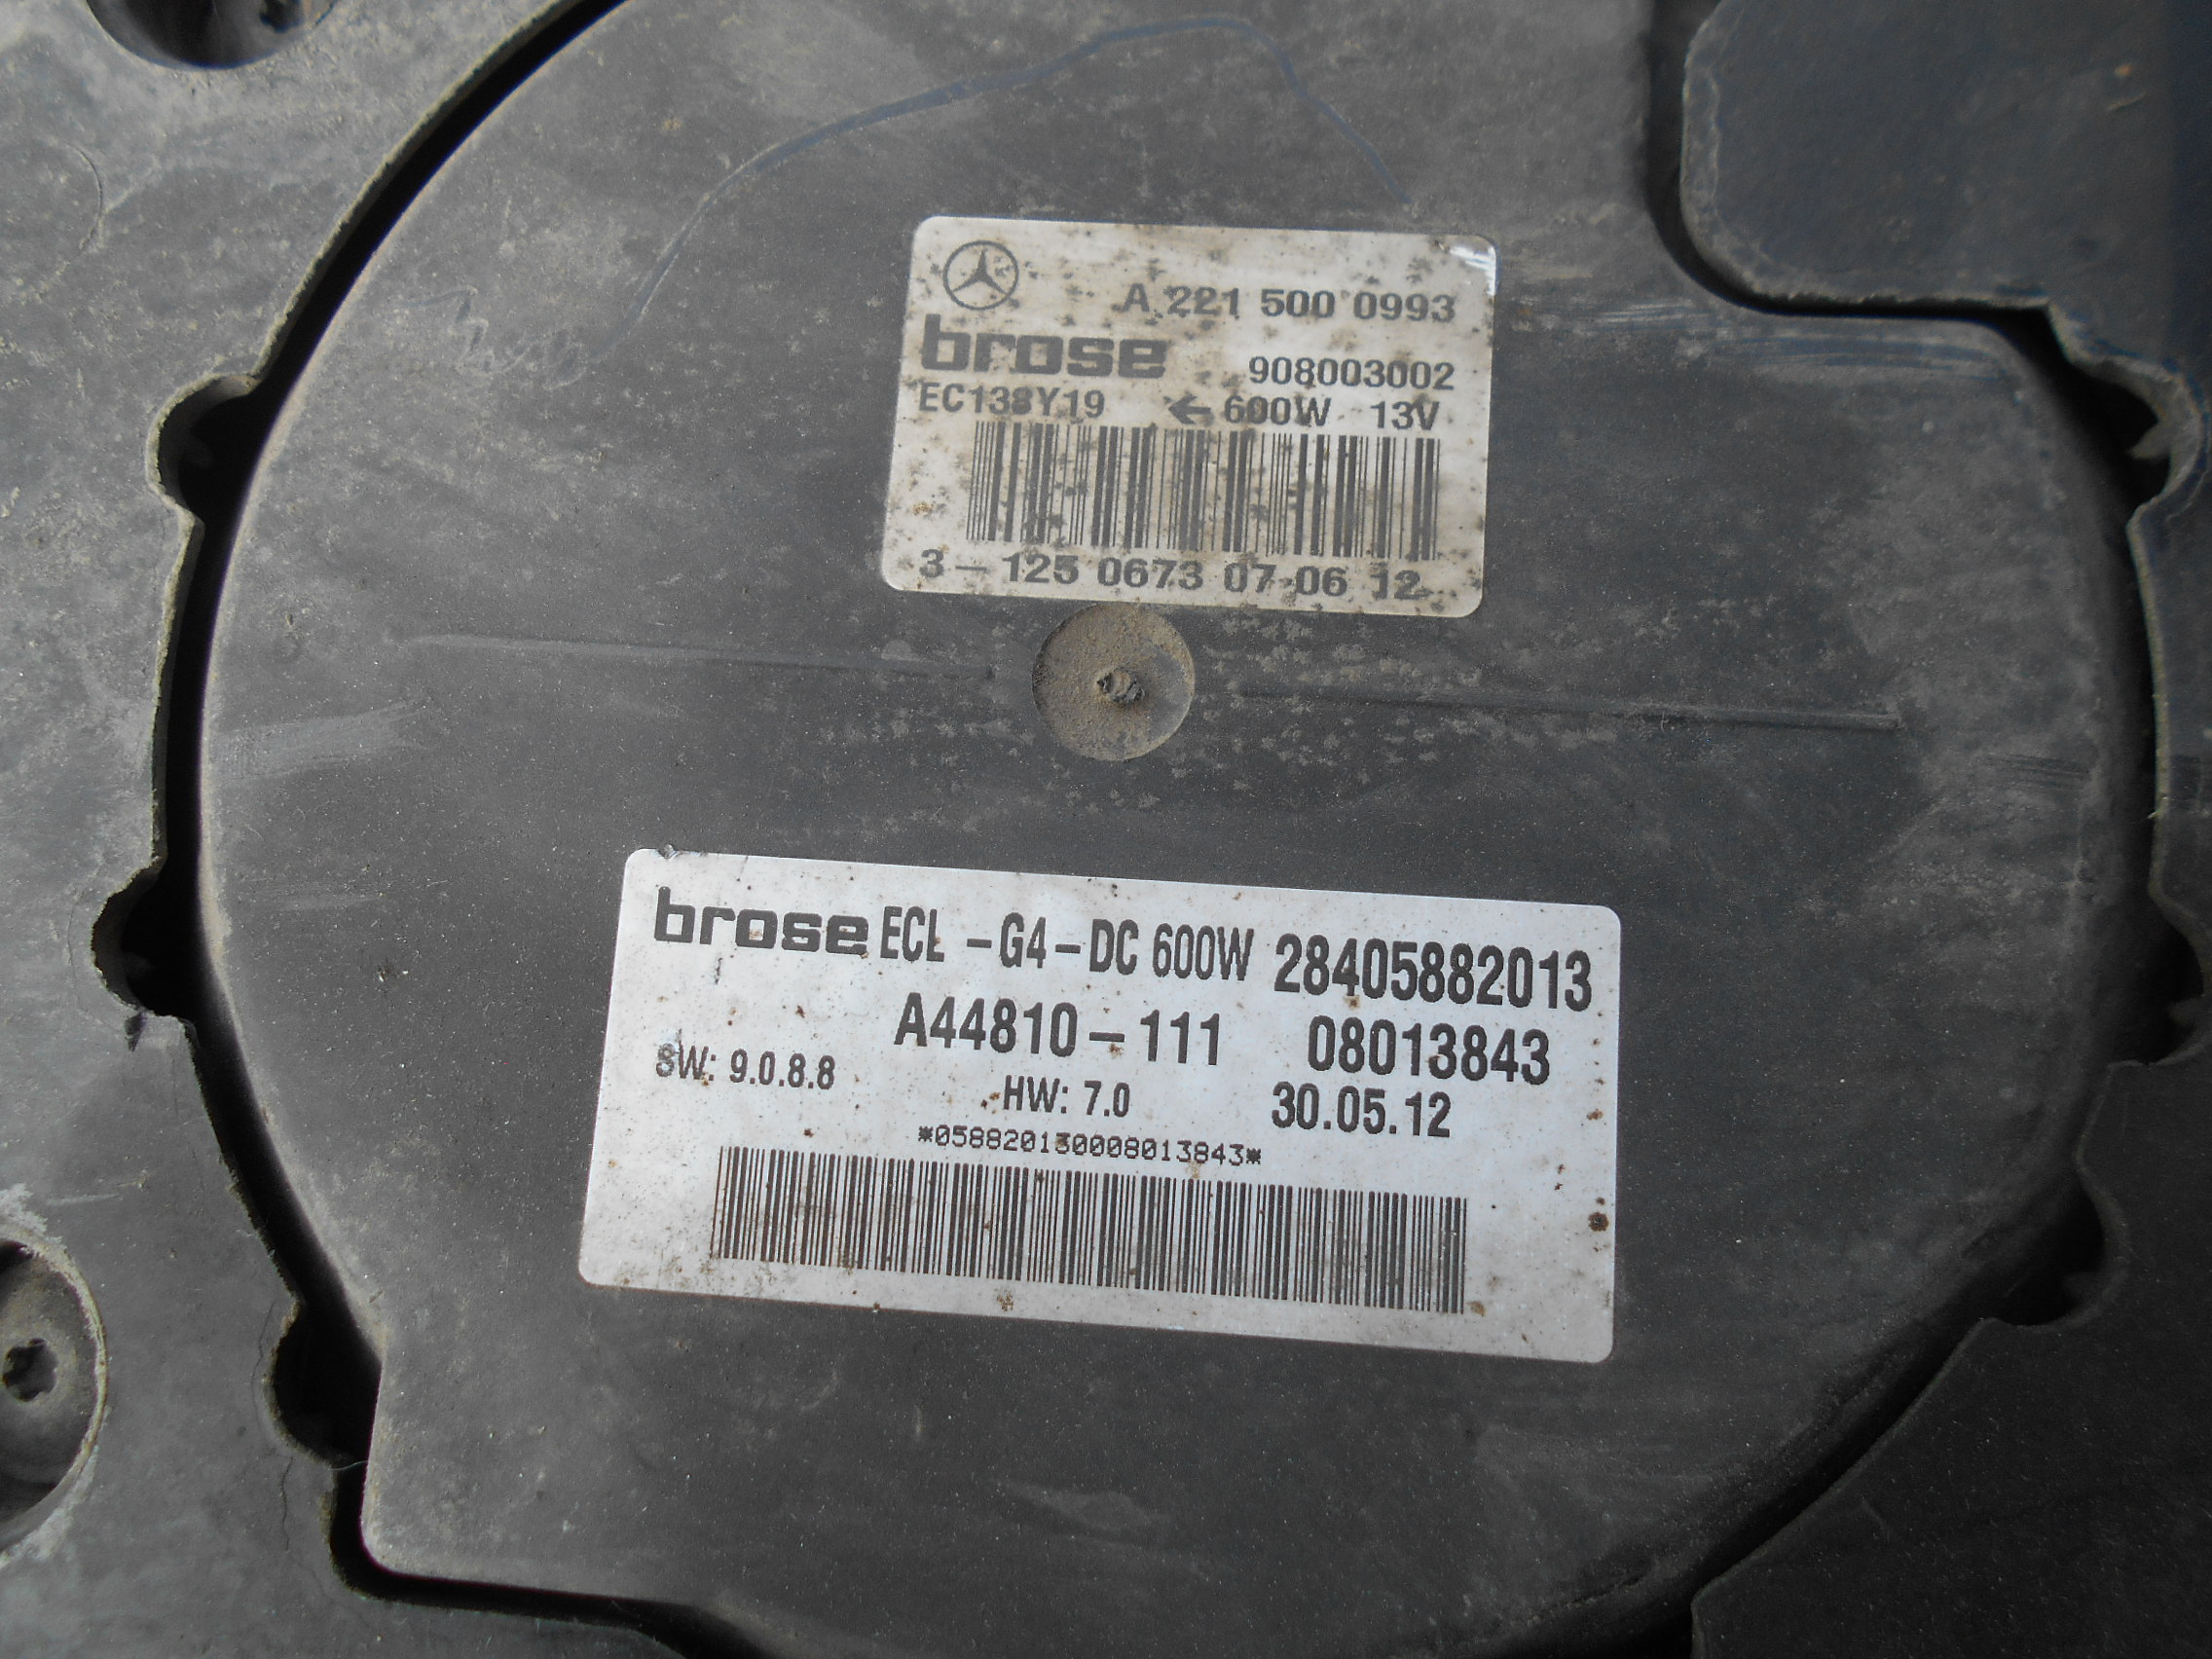 A 221 500 0993
brose 908003002
EC138Y19 ← 600W 13V
3-125 0673 07-06 12
brose ECL -G4-DC 600W 28405882013
A44810-111 08013843
SW: 9.0.8.8 HW: 7.0 30.05.12
*058820130008013843*